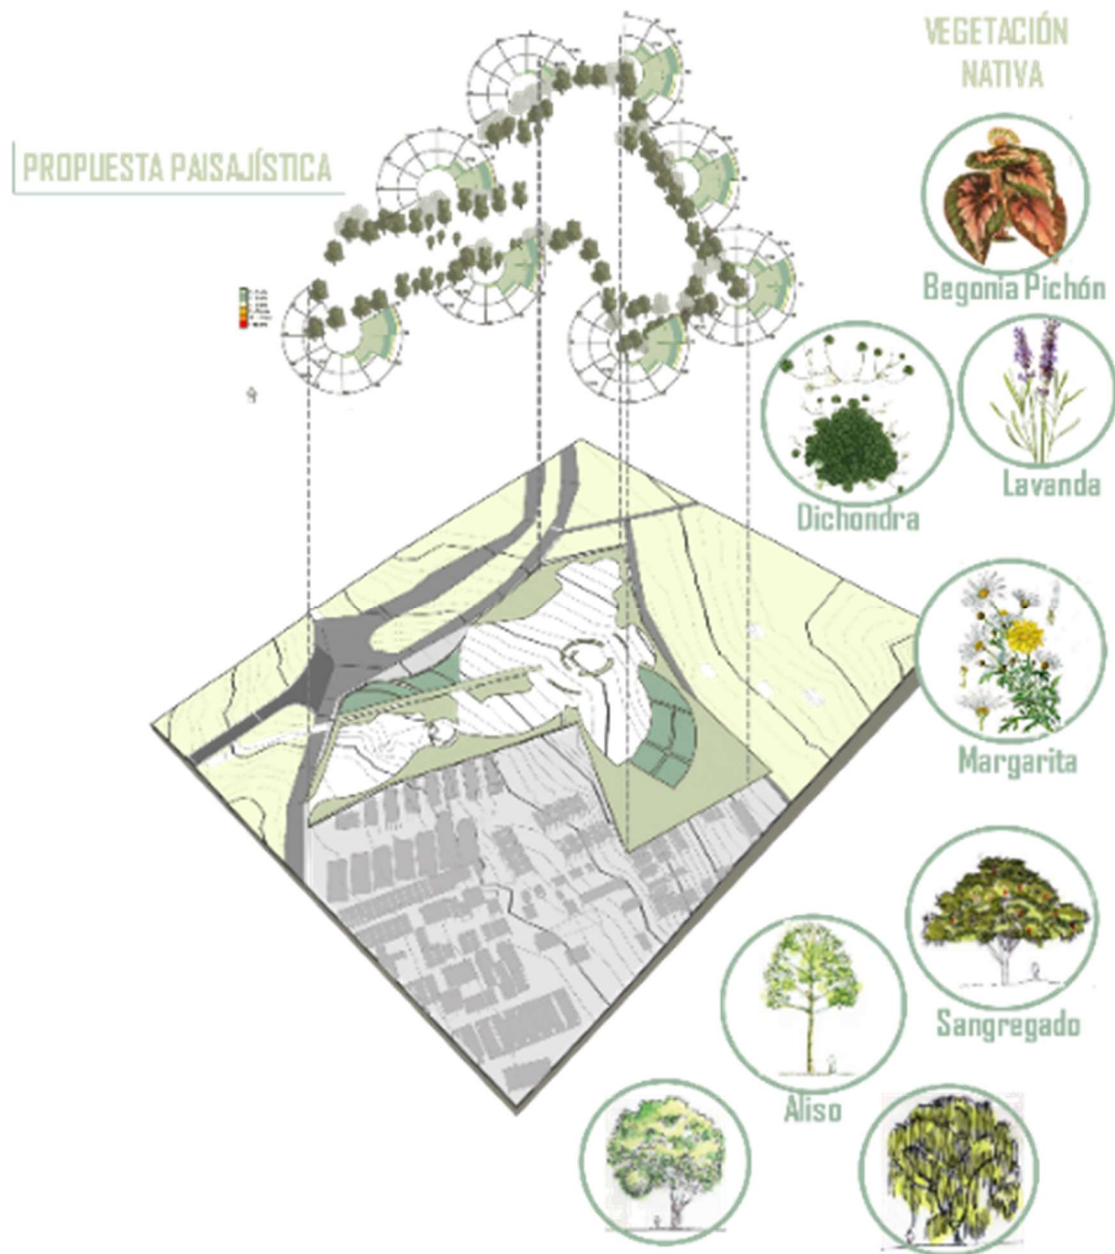 VEGETACIÓN
NATIVA
PROPUESTA PAISAJÍSTICA
Begonia Pichón
Lavanda
Dichondra
Margarita
Sangregado
Aliso